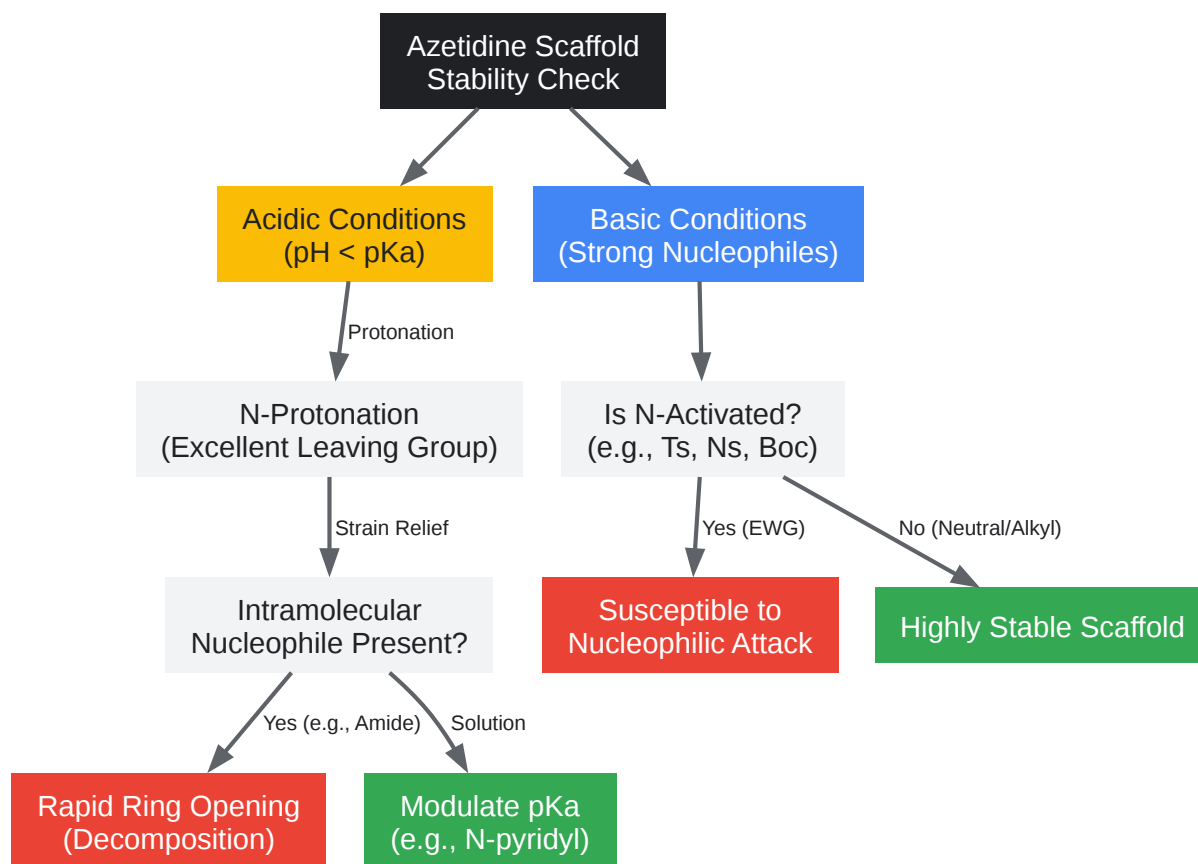 Azetidine Scaffold
Stability Check
Acidic Conditions
(pH < pKa)
Basic Conditions
(Strong Nucleophiles)
Protonation
N-Protonation
(Excellent Leaving Group)
Is N-Activated?
(e.g., Ts, Ns, Boc)
Strain Relief
Yes (EWG)
No (Neutral/Alkyl)
Intramolecular
Nucleophile Present?
Susceptible to
Nucleophilic Attack
Highly Stable Scaffold
Yes (e.g., Amide)
Solution
Rapid Ring Opening
(Decomposition)
Modulate pKa
(e.g., N-pyridyl)